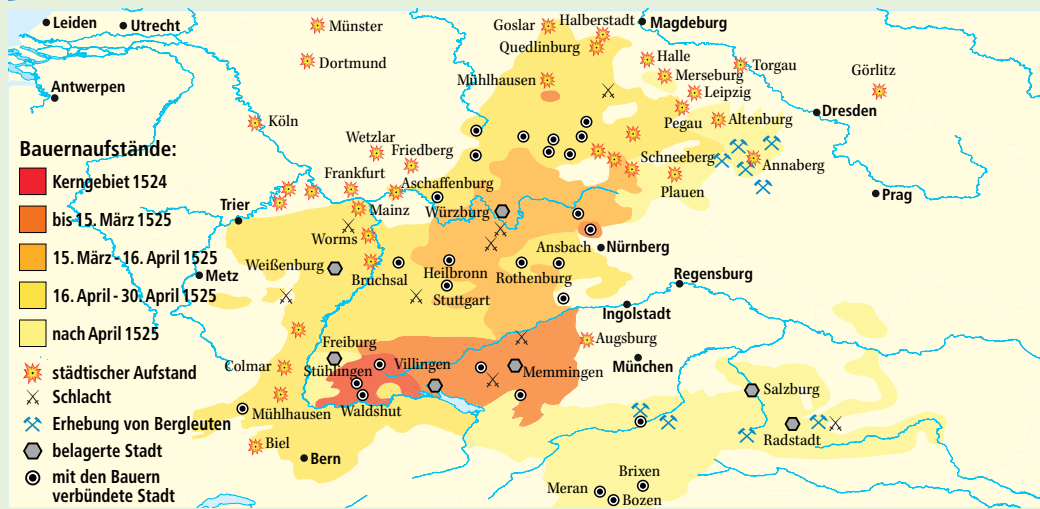 Leiden
Utrecht
Münster
Goslar
Halberstadt
Magdeburg
Quedlinburg
Dortmund
Halle
Torgau
Görlitz
Mühlhausen
Merseburg
Leipzig
Antwerpen
Köln
Pegau
Altenburg
Dresden
Wetzlar
Friedberg
Schneeberg
Annaberg
Bauernaufstände:
Kerngebiet 1524
bis 15. März 1525
15. März - 16. April 1525
16. April - 30. April 1525
nach April 1525
städtischer Aufstand
Schlacht
Erhebung von Bergleuten
belagerte Stadt
mit den Bauern
verbündete Stadt
Frankfurt
Aschaffenburg
Plauen
Prag
Trier
Mainz
Würzburg
Worms
Ansbach
Nürnberg
Metz
Weißenburg
Bruchsal
Heilbronn
Rothenburg
Regensburg
Stuttgart
Ingolstadt
Freiburg
Augsburg
Colmar
Stühlingen
Villingen
Memmingen
München
Mühlhausen
Waldshut
Salzburg
Biel
Bern
Radstadt
Brixen
Meran
Bozen